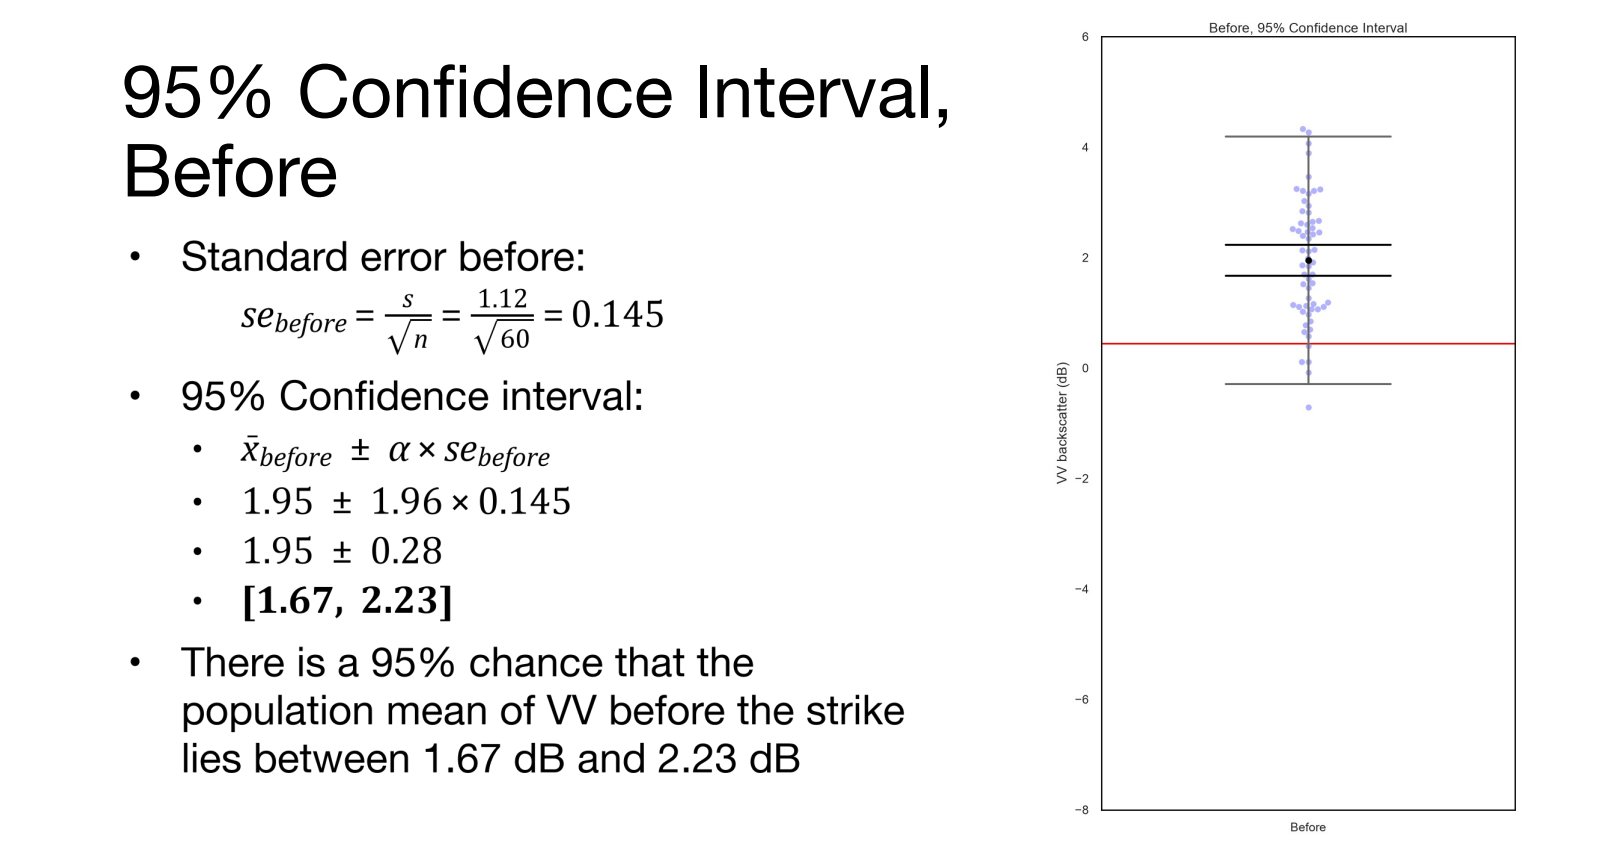 95% Confidence Interval,
Before
• Standard error before:
se_before = s/√n = 1.12/√60 = 0.145
• 95% Confidence interval:
• x̄_before ± α × se_before
• 1.95 ± 1.96 × 0.145
• 1.95 ± 0.28
• [1.67, 2.23]
• There is a 95% chance that the
population mean of VV before the strike
lies between 1.67 dB and 2.23 dB
Before, 95% Confidence Interval
6
4
2
0
−2
−4
−6
−8
VV backscatter (dB)
Before